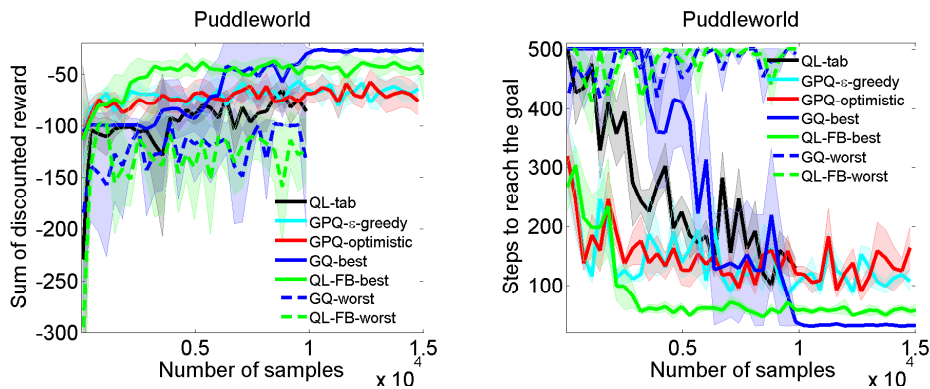 Puddleworld
Sum of discounted reward
-50
-100
-150
-200
-250
-300
QL-tab
GPQ-ε-greedy
GPQ-optimistic
GQ-best
QL-FB-best
GQ-worst
QL-FB-worst
0.5
1
1.5
Number of samples
x 10^4
Puddleworld
Steps to reach the goal
500
400
300
200
100
QL-tab
GPQ-ε-greedy
GPQ-optimistic
GQ-best
QL-FB-best
GQ-worst
QL-FB-worst
0.5
1
1.5
Number of samples
x 10^4